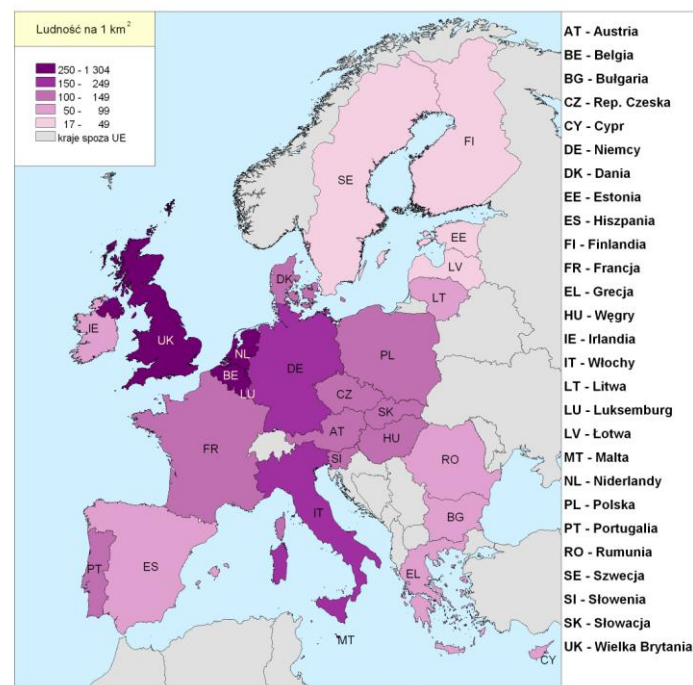 Ludność na 1 km²
250 - 1 304
150 - 249
100 - 149
50 - 99
17 - 49
kraje spoza UE
SE
FI
EE
LV
LT
DK
IE
UK
NL
BE
LU
DE
PL
CZ
SK
AT
HU
SI
FR
RO
IT
BG
PT
ES
EL
MT
CY
AT - Austria
BE - Belgia
BG - Bułgaria
CZ - Rep. Czeska
CY - Cypr
DE - Niemcy
DK - Dania
EE - Estonia
ES - Hiszpania
FI - Finlandia
FR - Francja
EL - Grecja
HU - Węgry
IE - Irlandia
IT - Włochy
LT - Litwa
LU - Luksemburg
LV - Łotwa
MT - Malta
NL - Niderlandy
PL - Polska
PT - Portugalia
RO - Rumunia
SE - Szwecja
SI - Słowenia
SK - Słowacja
UK - Wielka Brytania